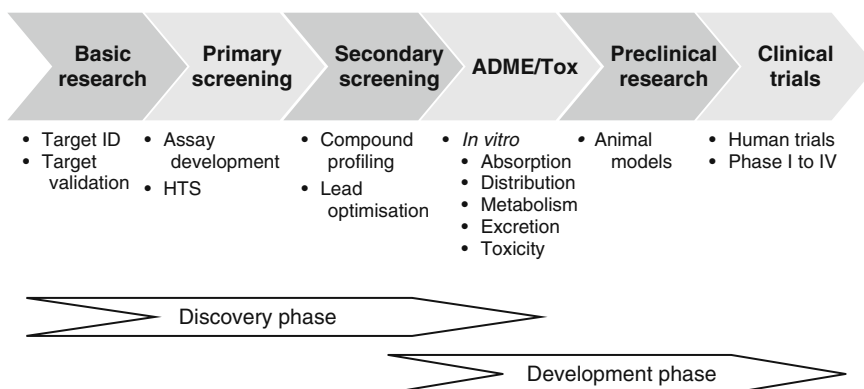 Basic
research
Primary
screening
Secondary
screening
ADME/Tox
Preclinical
research
Clinical
trials
• Target ID
• Target
validation
• Assay
development
• HTS
• Compound
profiling
• Lead
optimisation
• In vitro
• Absorption
• Distribution
• Metabolism
• Excretion
• Toxicity
• Animal
models
• Human trials
• Phase I to IV
Discovery phase
Development phase